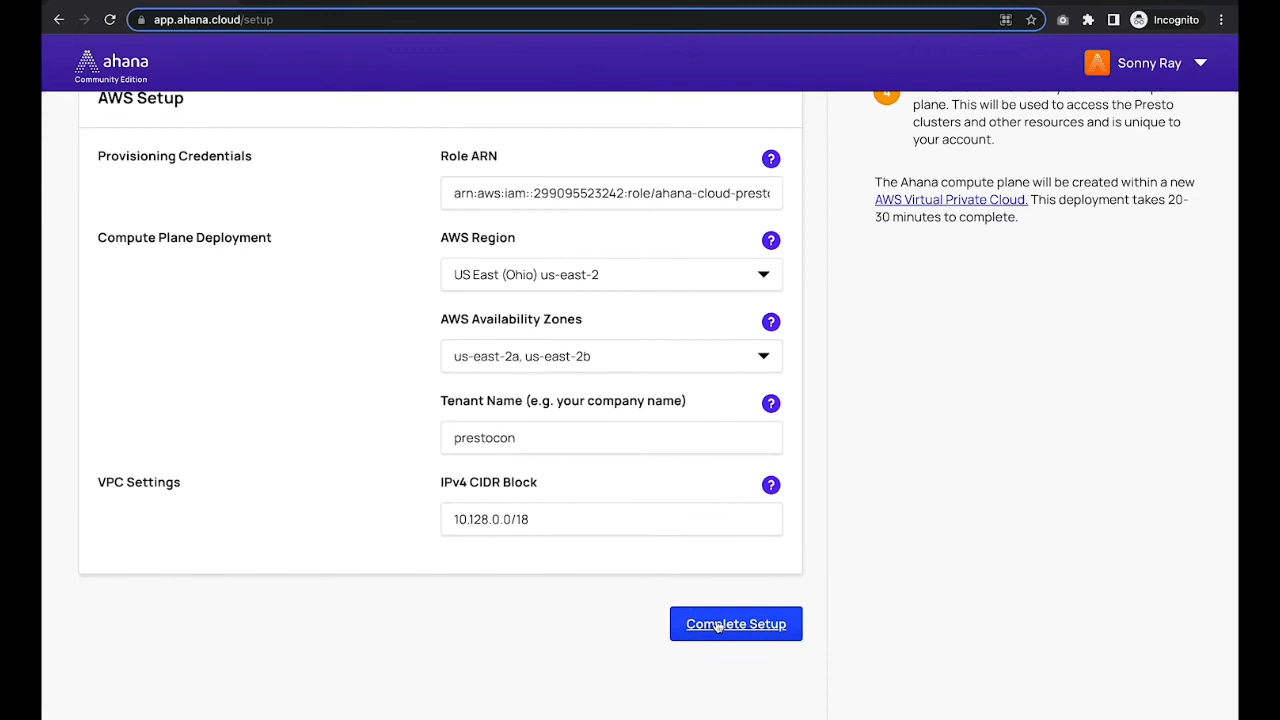 app.ahana.cloud/setup
Incognito
ahana
Community Edition
Sonny Ray
AWS Setup
Provisioning Credentials
Role ARN
?
arn:aws:iam::299095523242:role/ahana-cloud-prest
Compute Plane Deployment
AWS Region
?
US East (Ohio) us-east-2
AWS Availability Zones
?
us-east-2a, us-east-2b
Tenant Name (e.g. your company name)
?
prestocon
VPC Settings
IPv4 CIDR Block
?
10.128.0.0/18
Complete Setup
4
plane. This will be used to access the Presto
clusters and other resources and is unique to
your account.
The Ahana compute plane will be created within a new
AWS Virtual Private Cloud. This deployment takes 20-
30 minutes to complete.